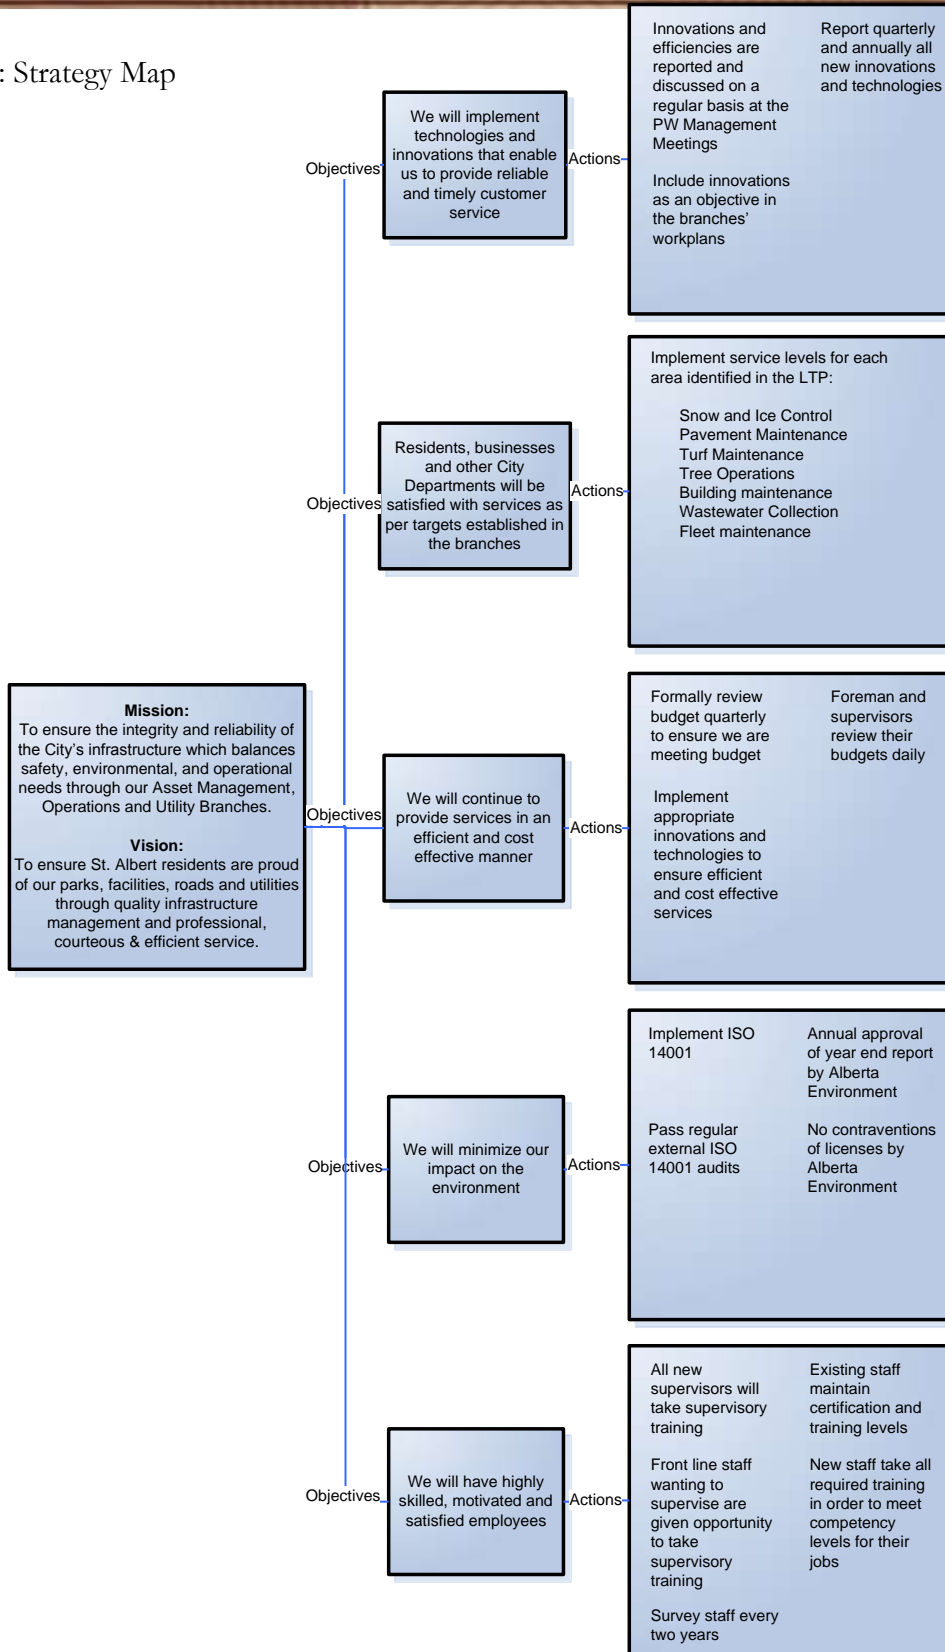 : Strategy Map
Innovations and
efficiencies are
reported and
discussed on a
regular basis at the
PW Management
Meetings
Include innovations
as an objective in
the branches’
workplans
Report quarterly
and annually all
new innovations
and technologies
Objectives
We will implement
technologies and
innovations that enable
us to provide reliable
and timely customer
service
Actions
Implement service levels for each
area identified in the LTP:
Snow and Ice Control
Pavement Maintenance
Turf Maintenance
Tree Operations
Building maintenance
Wastewater Collection
Fleet maintenance
Objectives
Residents, businesses
and other City
Departments will be
satisfied with services as
per targets established in
the branches
Actions
Mission:
To ensure the integrity and reliability of
the City’s infrastructure which balances
safety, environmental, and operational
needs through our Asset Management,
Operations and Utility Branches.
Vision:
To ensure St. Albert residents are proud
of our parks, facilities, roads and utilities
through quality infrastructure
management and professional,
courteous & efficient service.
Objectives
We will continue to
provide services in an
efficient and cost
effective manner
Actions
Formally review
budget quarterly
to ensure we are
meeting budget
Implement
appropriate
innovations and
technologies to
ensure efficient
and cost effective
services
Foreman and
supervisors
review their
budgets daily
Objectives
We will minimize our
impact on the
environment
Actions
Implement ISO
14001
Pass regular
external ISO
14001 audits
Annual approval
of year end report
by Alberta
Environment
No contraventions
of licenses by
Alberta
Environment
Objectives
We will have highly
skilled, motivated and
satisfied employees
Actions
All new
supervisors will
take supervisory
training
Front line staff
wanting to
supervise are
given opportunity
to take
supervisory
training
Survey staff every
two years
Existing staff
maintain
certification and
training levels
New staff take all
required training
in order to meet
competency
levels for their
jobs